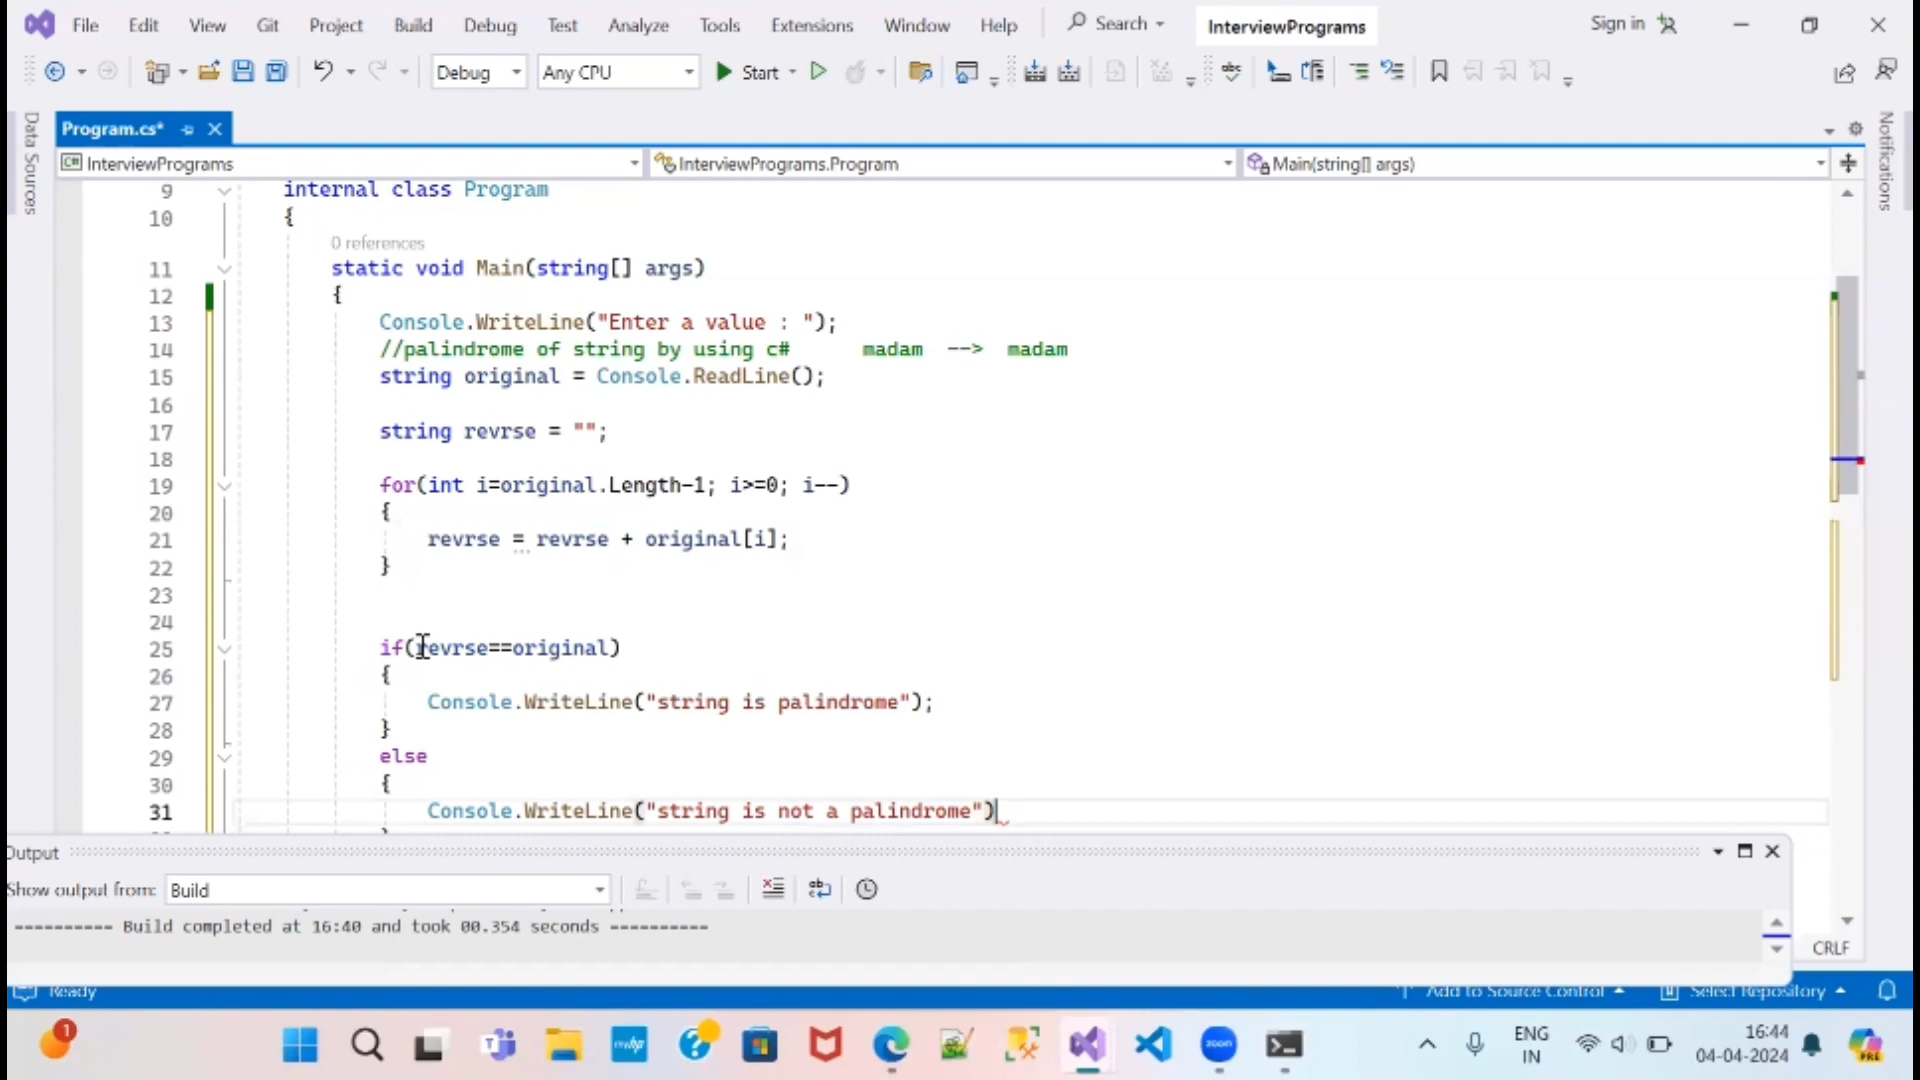 File Edit View Git Project Build Debug Test Analyze Tools Extensions Window Help Search InterviewPrograms Sign in
Debug Any CPU Start
Data Sources
Program.cs*
Notifications
InterviewPrograms InterviewPrograms.Program Main(string[] args)
9 internal class Program
10 {
0 references
11 static void Main(string[] args)
12 {
13 Console.WriteLine("Enter a value : ");
14 //palindrome of string by using c# madam --> madam
15 string original = Console.ReadLine();
16
17 string revrse = "";
18
19 for(int i=original.Length-1; i>=0; i--)
20 {
21 revrse = revrse + original[i];
22 }
23
24
25 if(revrse==original)
26 {
27 Console.WriteLine("string is palindrome");
28 }
29 else
30 {
31 Console.WriteLine("string is not a palindrome")
Output
Show output from: Build
---------- Build completed at 16:40 and took 00.354 seconds ----------
CRLF
Ready Add to Source Control Select Repository
1 ENG 16:44
IN 04-04-2024
myhp zoom PRE